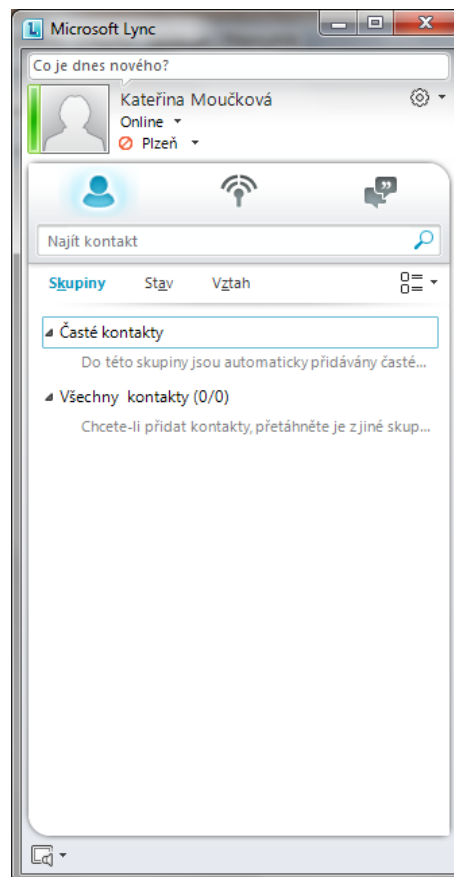 Microsoft Lync
Co je dnes nového?
Kateřina Moučková
Online
Plzeň
Najít kontakt
Skupiny Stav Vztah
Časté kontakty
Do této skupiny jsou automaticky přidávány časté...
Všechny kontakty (0/0)
Chcete-li přidat kontakty, přetáhněte je z jiné skup...